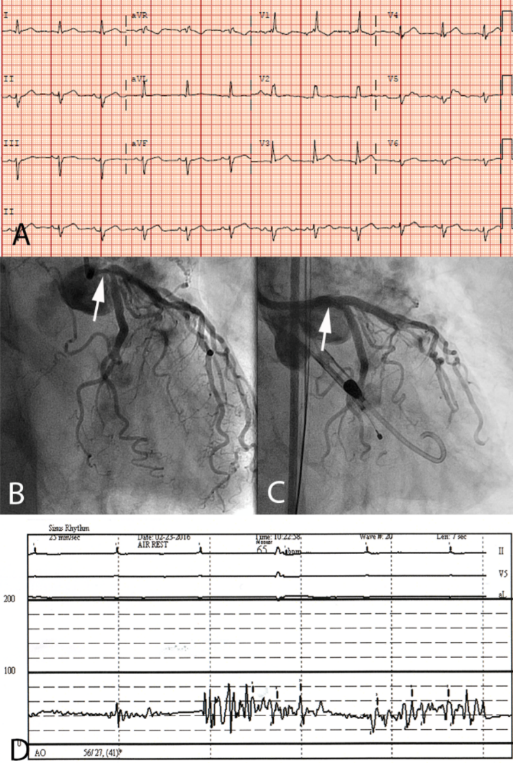 I aVR V1 V4
II aVL V2 V5
III aVF V3 V6
II
A
B
C
Sinus Rhythm
25 mm/sec Date: 02-23-2016 Time: 10:22:58 Wave #: 20 Len: 7 sec
AIR REST 65 bpm II
V5
aL
200
100
0
D
AO 56/27, (41)*